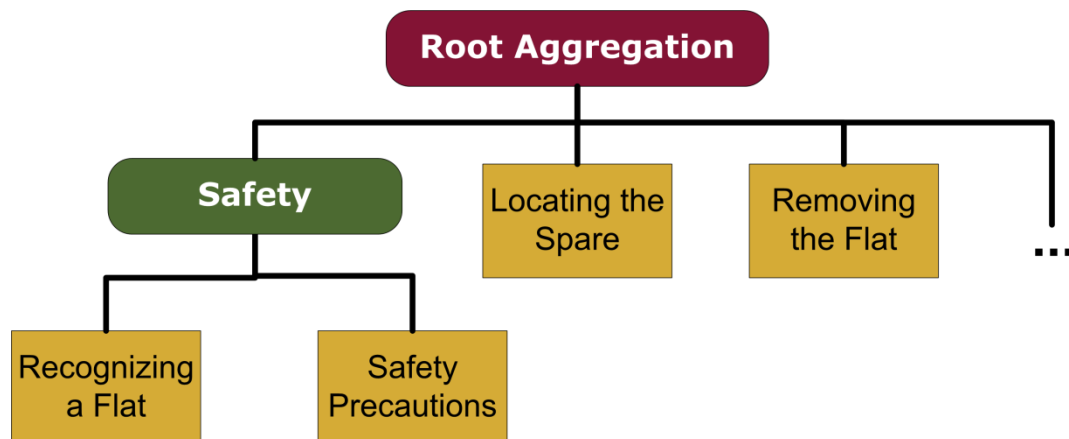 Root Aggregation
Safety
Locating the
Spare
Removing
the Flat
...
Recognizing
a Flat
Safety
Precautions